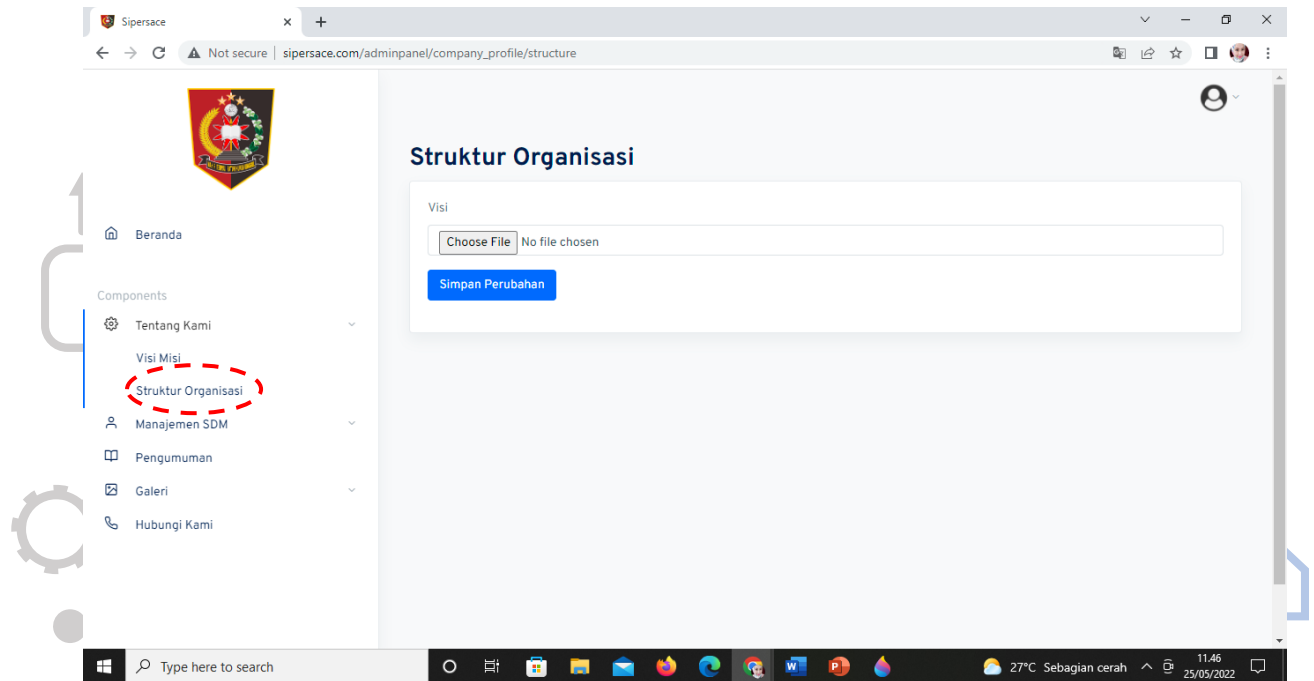 Sipersace
Not secure | sipersace.com/adminpanel/company_profile/structure
Struktur Organisasi
Visi
Choose File No file chosen
Simpan Perubahan
Beranda
Components
Tentang Kami
Visi Misi
Struktur Organisasi
Manajemen SDM
Pengumuman
Galeri
Hubungi Kami
Type here to search
27°C Sebagian cerah
11.46
25/05/2022